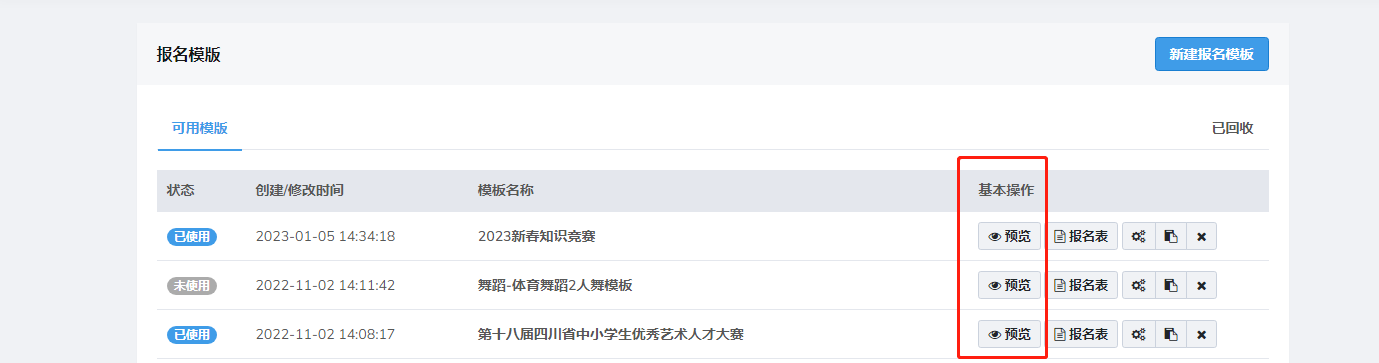 报名模版 新建报名模板
可用模版 已回收
状态 创建/修改时间 模板名称 基本操作
已使用 2023-01-05 14:34:18 2023新春知识竞赛 预览 报名表
未使用 2022-11-02 14:11:42 舞蹈-体育舞蹈2人舞模板 预览 报名表
已使用 2022-11-02 14:08:17 第十八届四川省中小学生优秀艺术人才大赛 预览 报名表